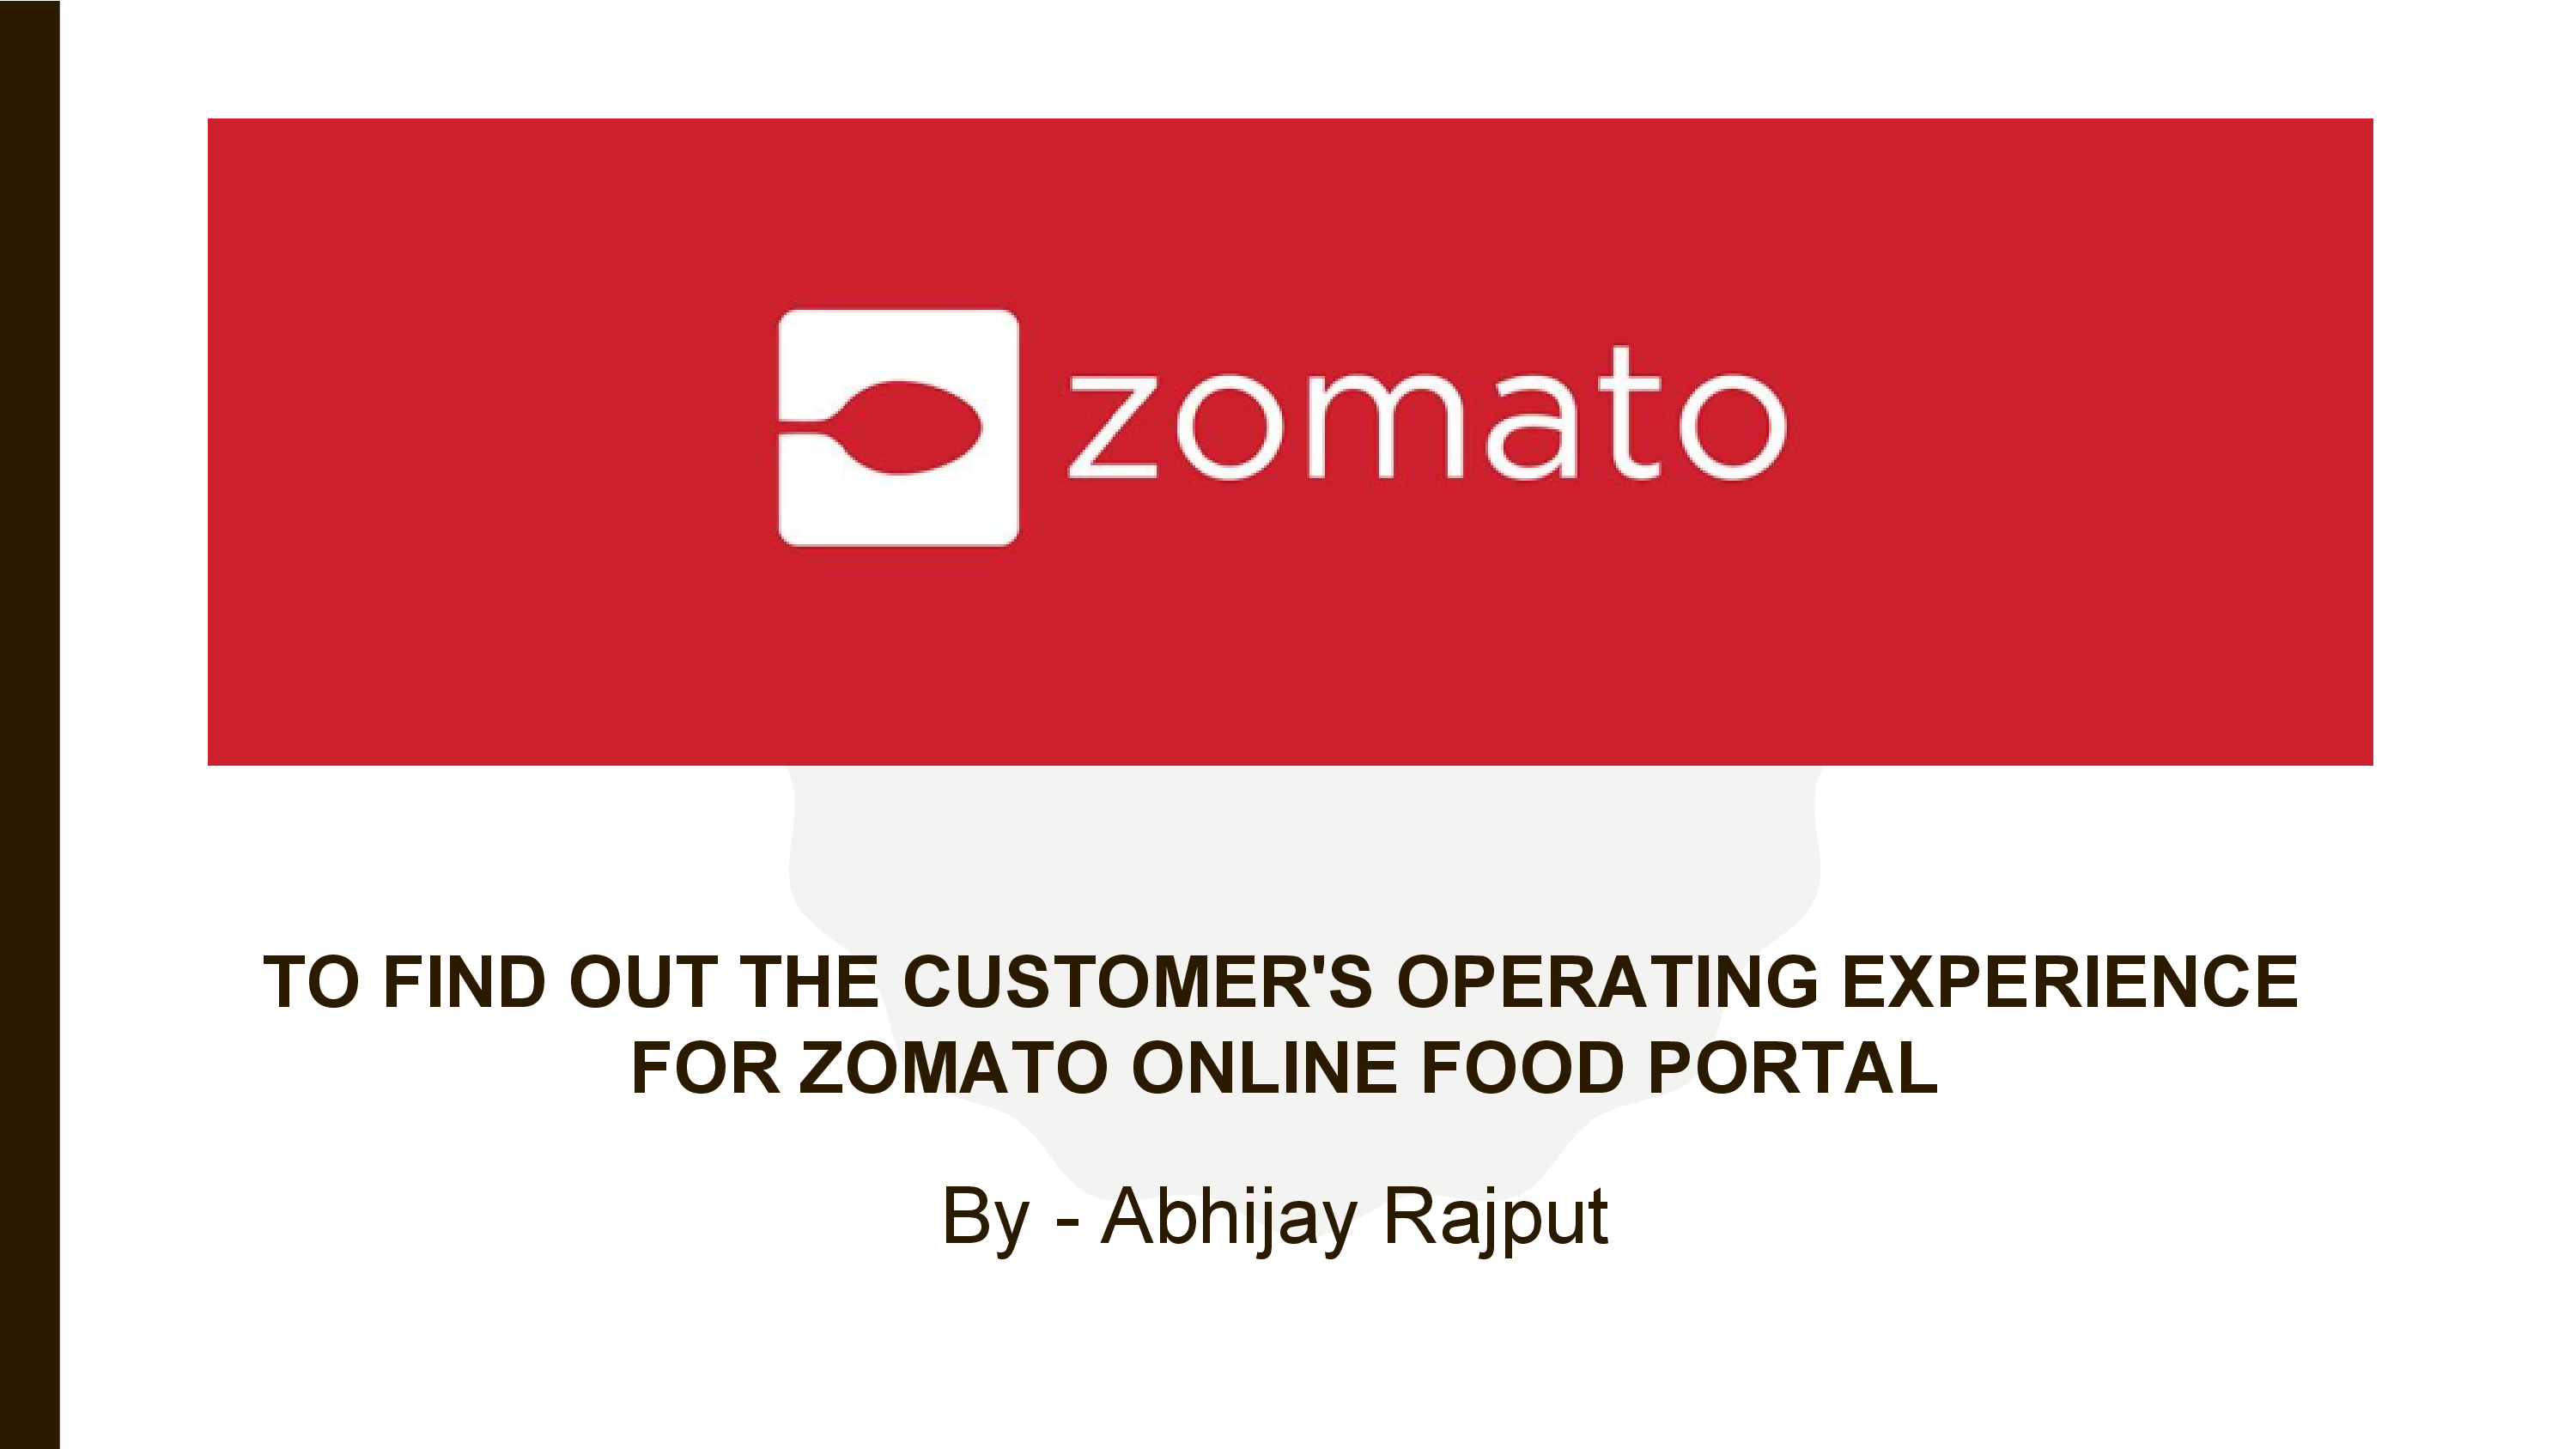 zomato
TO FIND OUT THE CUSTOMER'S OPERATING EXPERIENCE
FOR ZOMATO ONLINE FOOD PORTAL
By - Abhijay Rajput